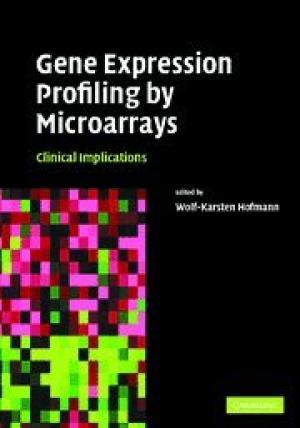 Gene Expression
Profiling by
Microarrays
Clinical Implications
edited by
Wolf-Karsten Hofmann
CAMBRIDGE